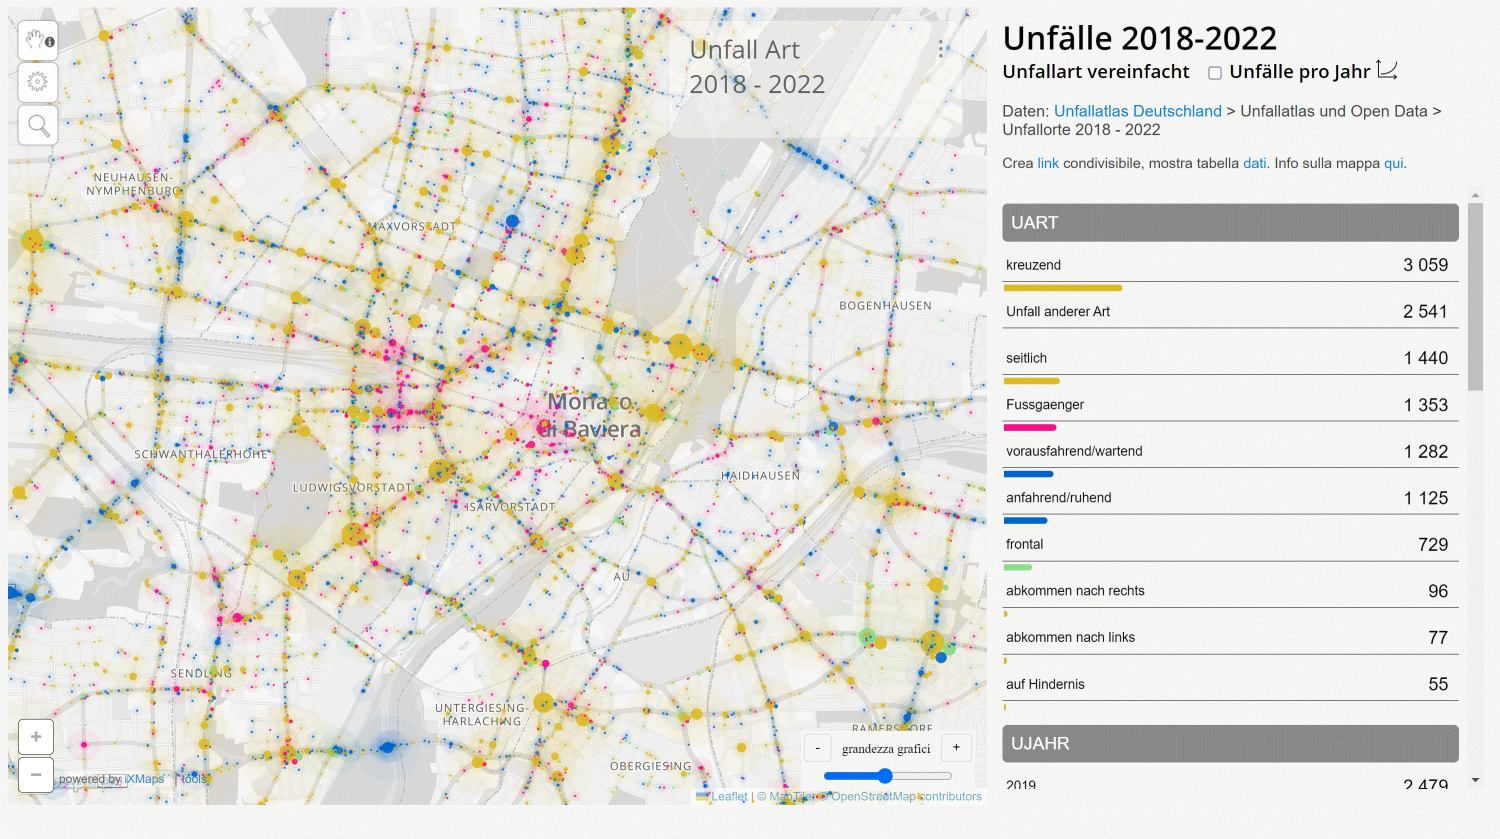 Unfall Art
2018 - 2022
NEUHAUSEN-
NYMPHENBURG
MAXVORSTADT
BOGENHAUSEN
Monaco
di Baviera
SCHWANTHALERHÖHE
LUDWIGSVORSTADT
ISARVORSTADT
HAIDHAUSEN
AU
SENDLING
UNTERGIESING-
HARLACHING
RAMERSDORF
OBERGIESING
+
−
powered by iXMaps tools
- grandezza grafici +
Leaflet | © MapTiler © OpenStreetMap contributors
Unfälle 2018-2022
Unfallart vereinfacht Unfälle pro Jahr
Daten: Unfallatlas Deutschland > Unfallatlas und Open Data >
Unfallorte 2018 - 2022
Crea link condivisibile, mostra tabella dati. Info sulla mappa qui.
UART
kreuzend 3 059
Unfall anderer Art 2 541
seitlich 1 440
Fussgaenger 1 353
vorausfahrend/wartend 1 282
anfahrend/ruhend 1 125
frontal 729
abkommen nach rechts 96
abkommen nach links 77
auf Hindernis 55
UJAHR
2019 2 479